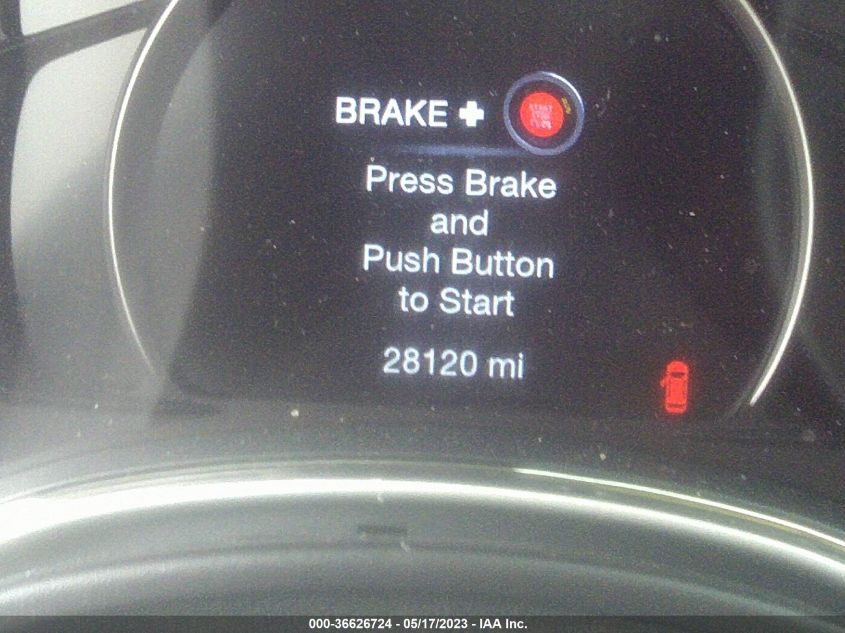 BRAKE +
Press Brake
and
Push Button
to Start
28120 mi
000-36626724 - 05/17/2023 - IAA Inc.